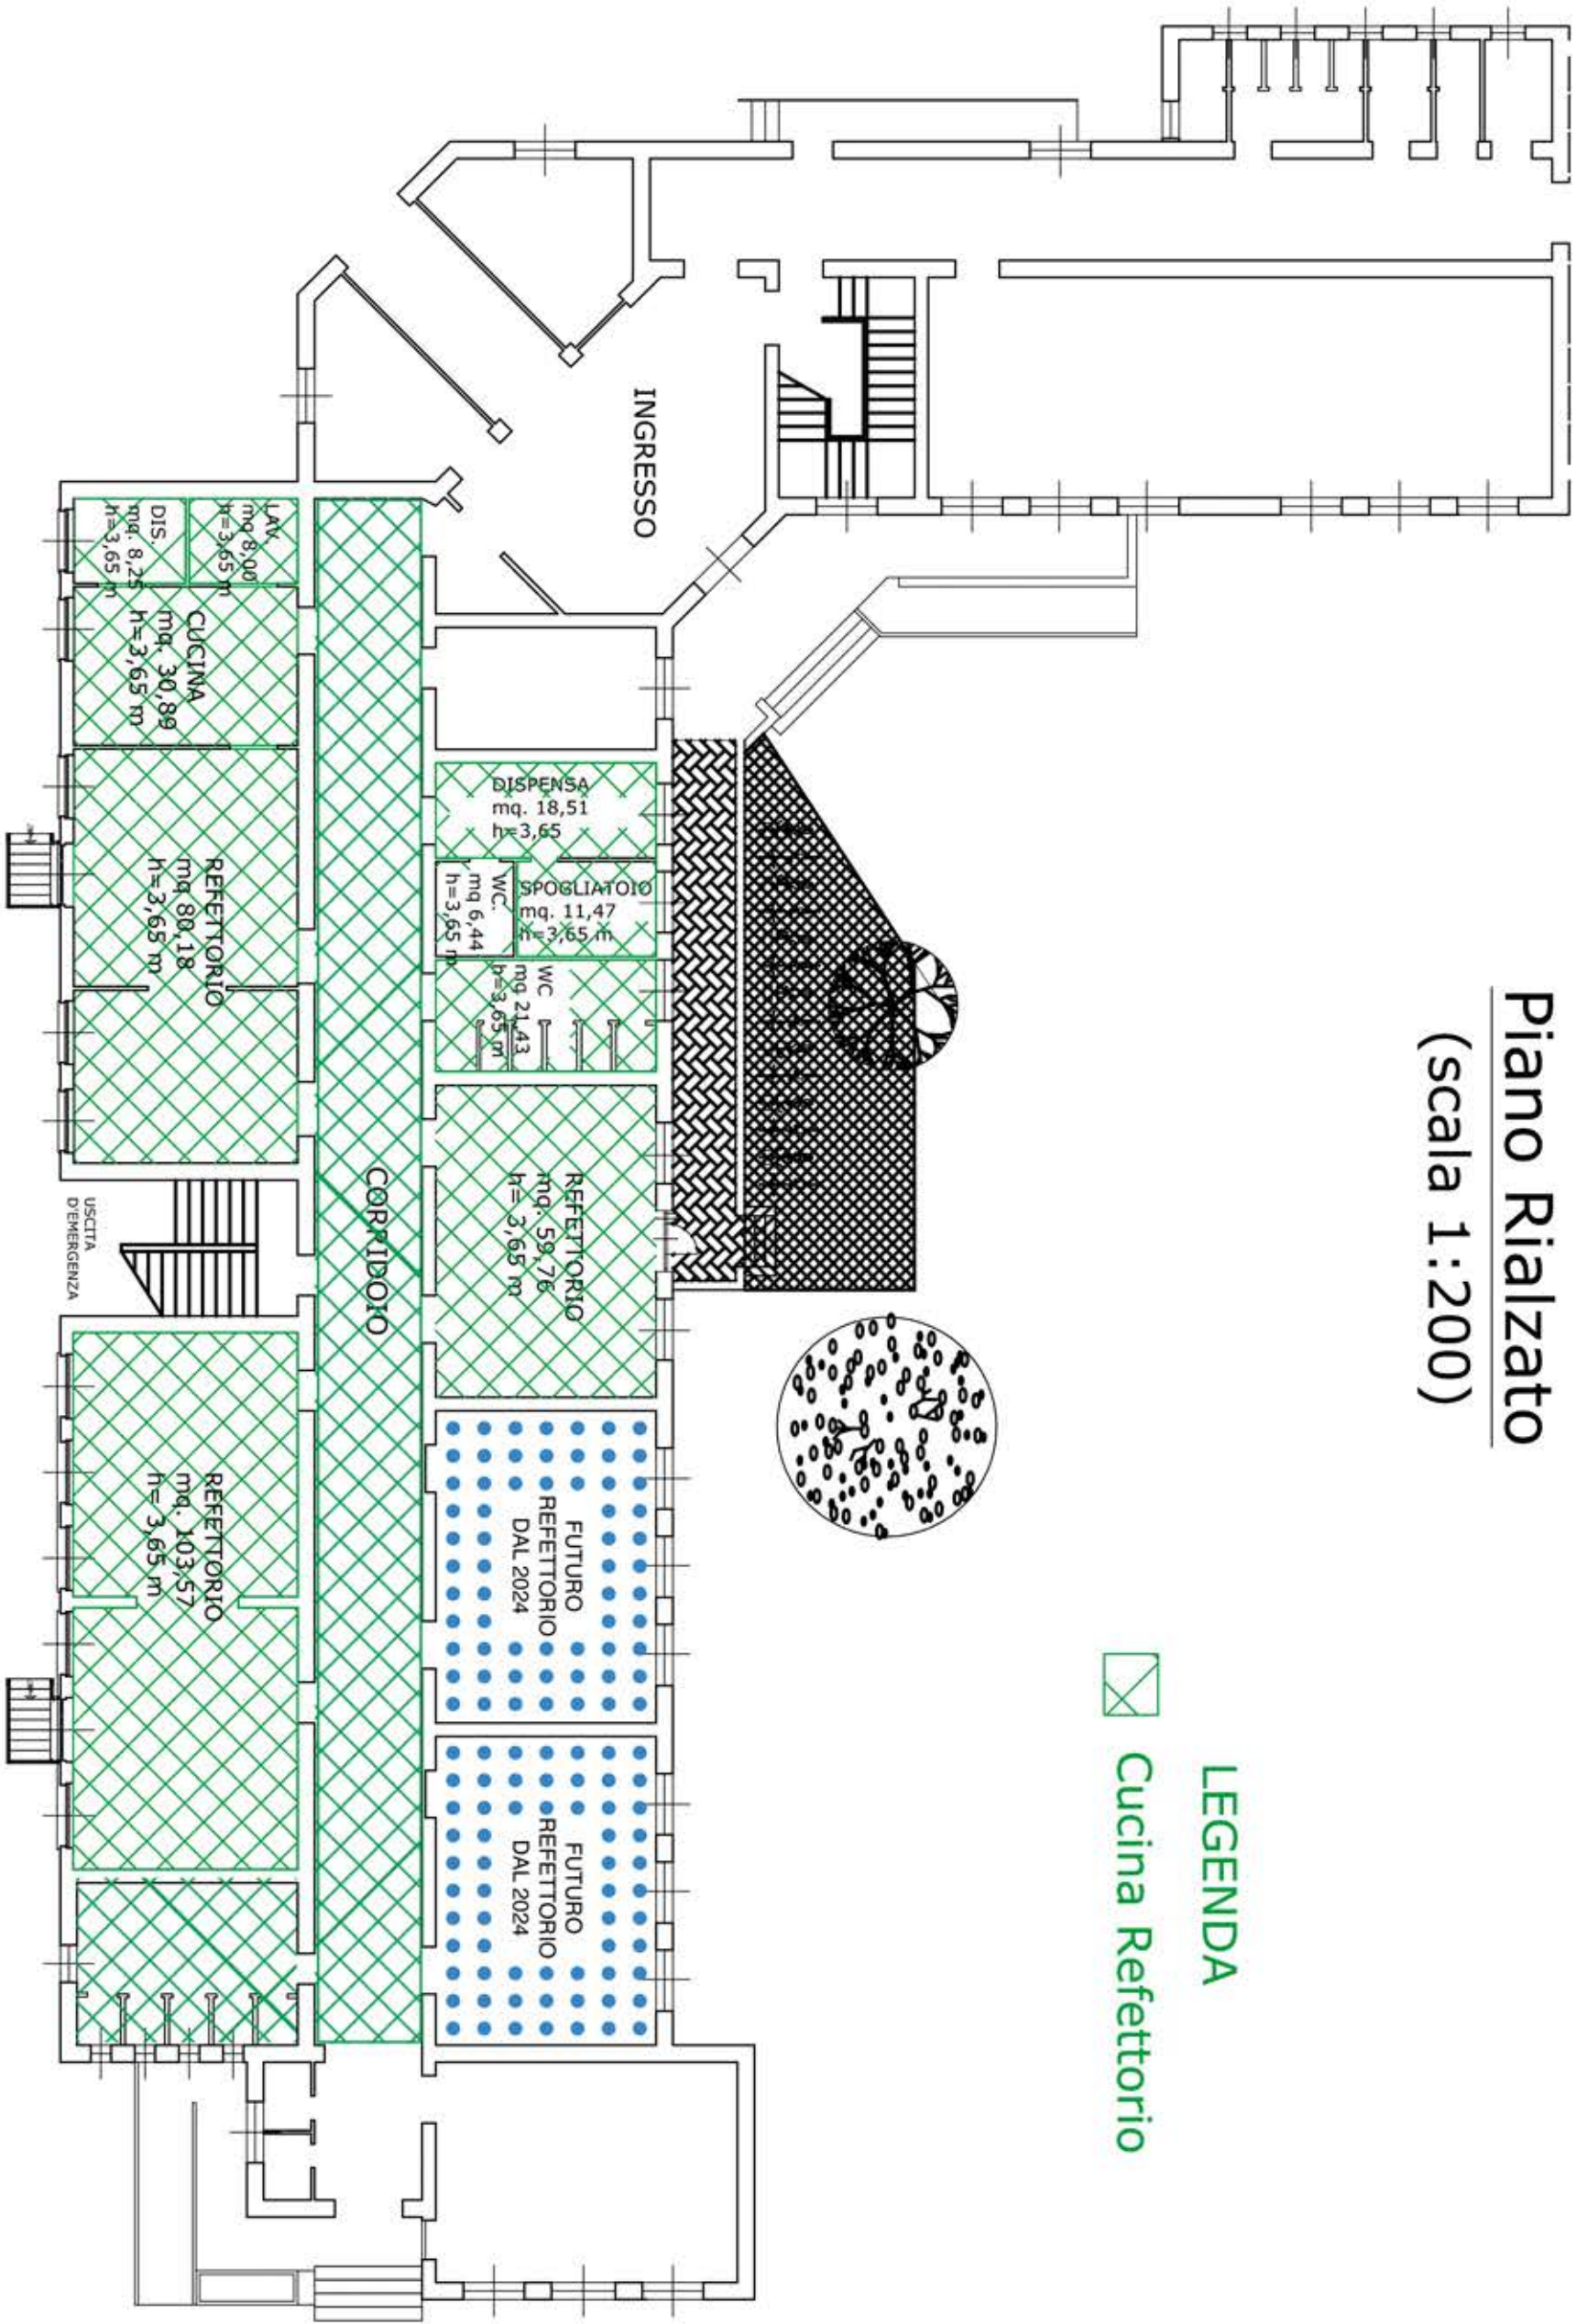 Piano Rialzato
(scala 1:200)
LEGENDA
Cucina Refettorio
INGRESSO
LAV.
mq 8,00
h=3,65 m
DIS.
mq. 8,25
h=3,65 m
CUCINA
mq. 30,89
h=3,65 m
DISPENSA
mq. 18,51
h=3,65
SPOGLIATOIO
mq. 11,47
h=3,65 m
WC.
mq 6,44
h=3,65 m
WC
mq 21,43
h=3,65 m
REFETTORIO
mq 80,18
h=3,65 m
CORRIDOIO
REFETTORIO
mq. 59,76
h= 3,65 m
USCITA
D'EMERGENZA
REFETTORIO
mq. 103,57
h= 3,65 m
FUTURO
REFETTORIO
DAL 2024
FUTURO
REFETTORIO
DAL 2024